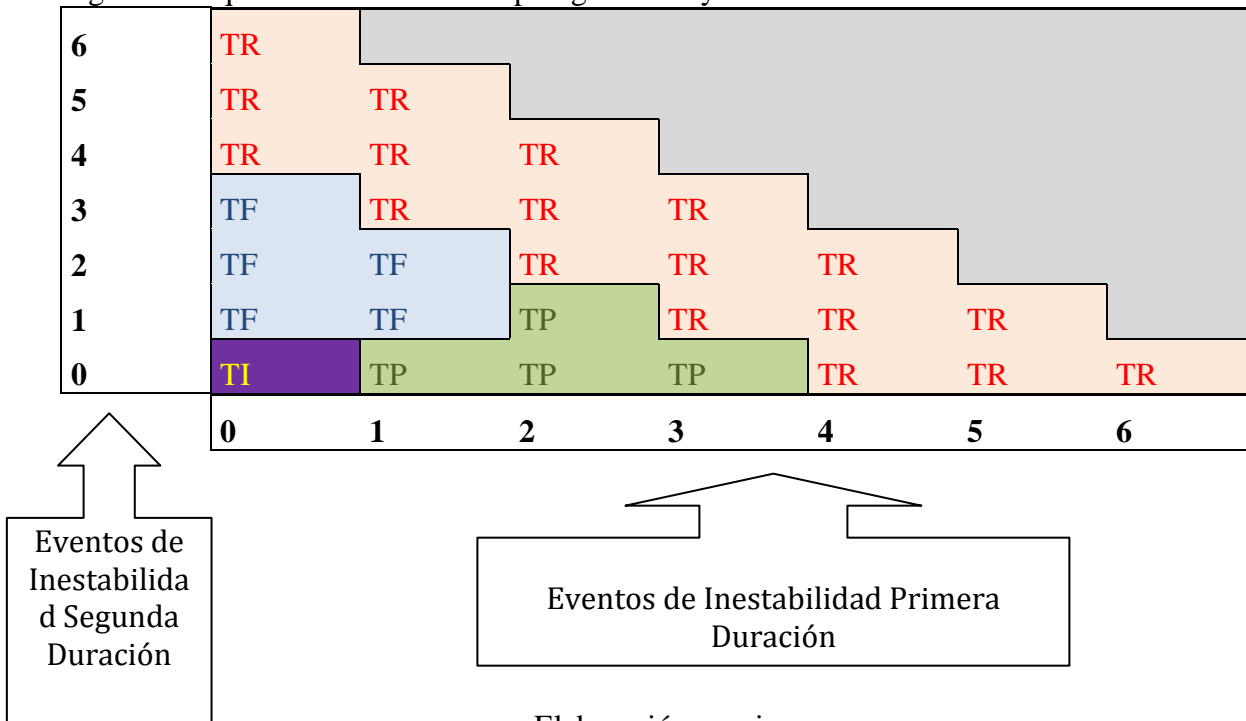 6 TR
5 TR TR
4 TR TR TR
3 TF TR TR TR
2 TF TF TR TR TR
1 TF TF TP TR TR TR
0 TI TP TP TP TR TR TR
0 1 2 3 4 5 6
Eventos de
Inestabilida
d Segunda
Duración
Eventos de Inestabilidad Primera
Duración